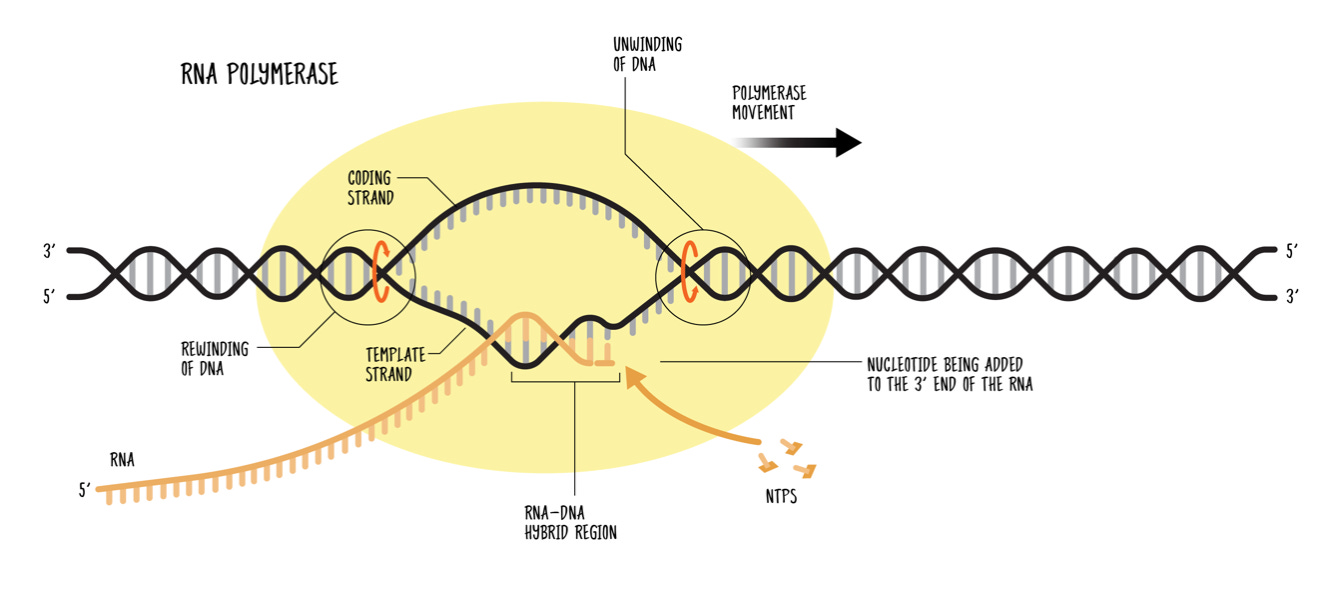 UNWINDING
OF DNA
RNA POLYMERASE
POLYMERASE
MOVEMENT
CODING
STRAND
3′
5′
5′
3′
REWINDING
OF DNA
TEMPLATE
STRAND
NUCLEOTIDE BEING ADDED
TO THE 3′ END OF THE RNA
RNA
5′
NTPS
RNA–DNA
HYBRID REGION